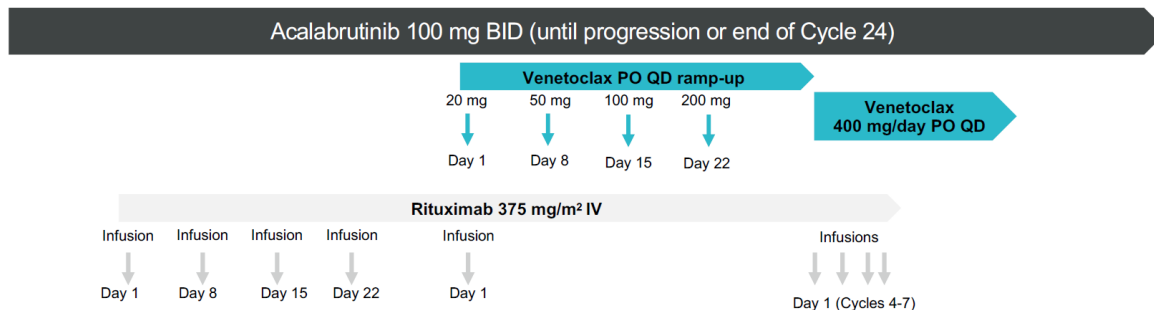 Acalabrutinib 100 mg BID (until progression or end of Cycle 24)
Venetoclax PO QD ramp-up
20 mg 50 mg 100 mg 200 mg
Venetoclax
400 mg/day PO QD
Day 1 Day 8 Day 15 Day 22
Rituximab 375 mg/m² IV
Infusion Infusion Infusion Infusion Infusion Infusions
Day 1 Day 8 Day 15 Day 22 Day 1 Day 1 (Cycles 4-7)